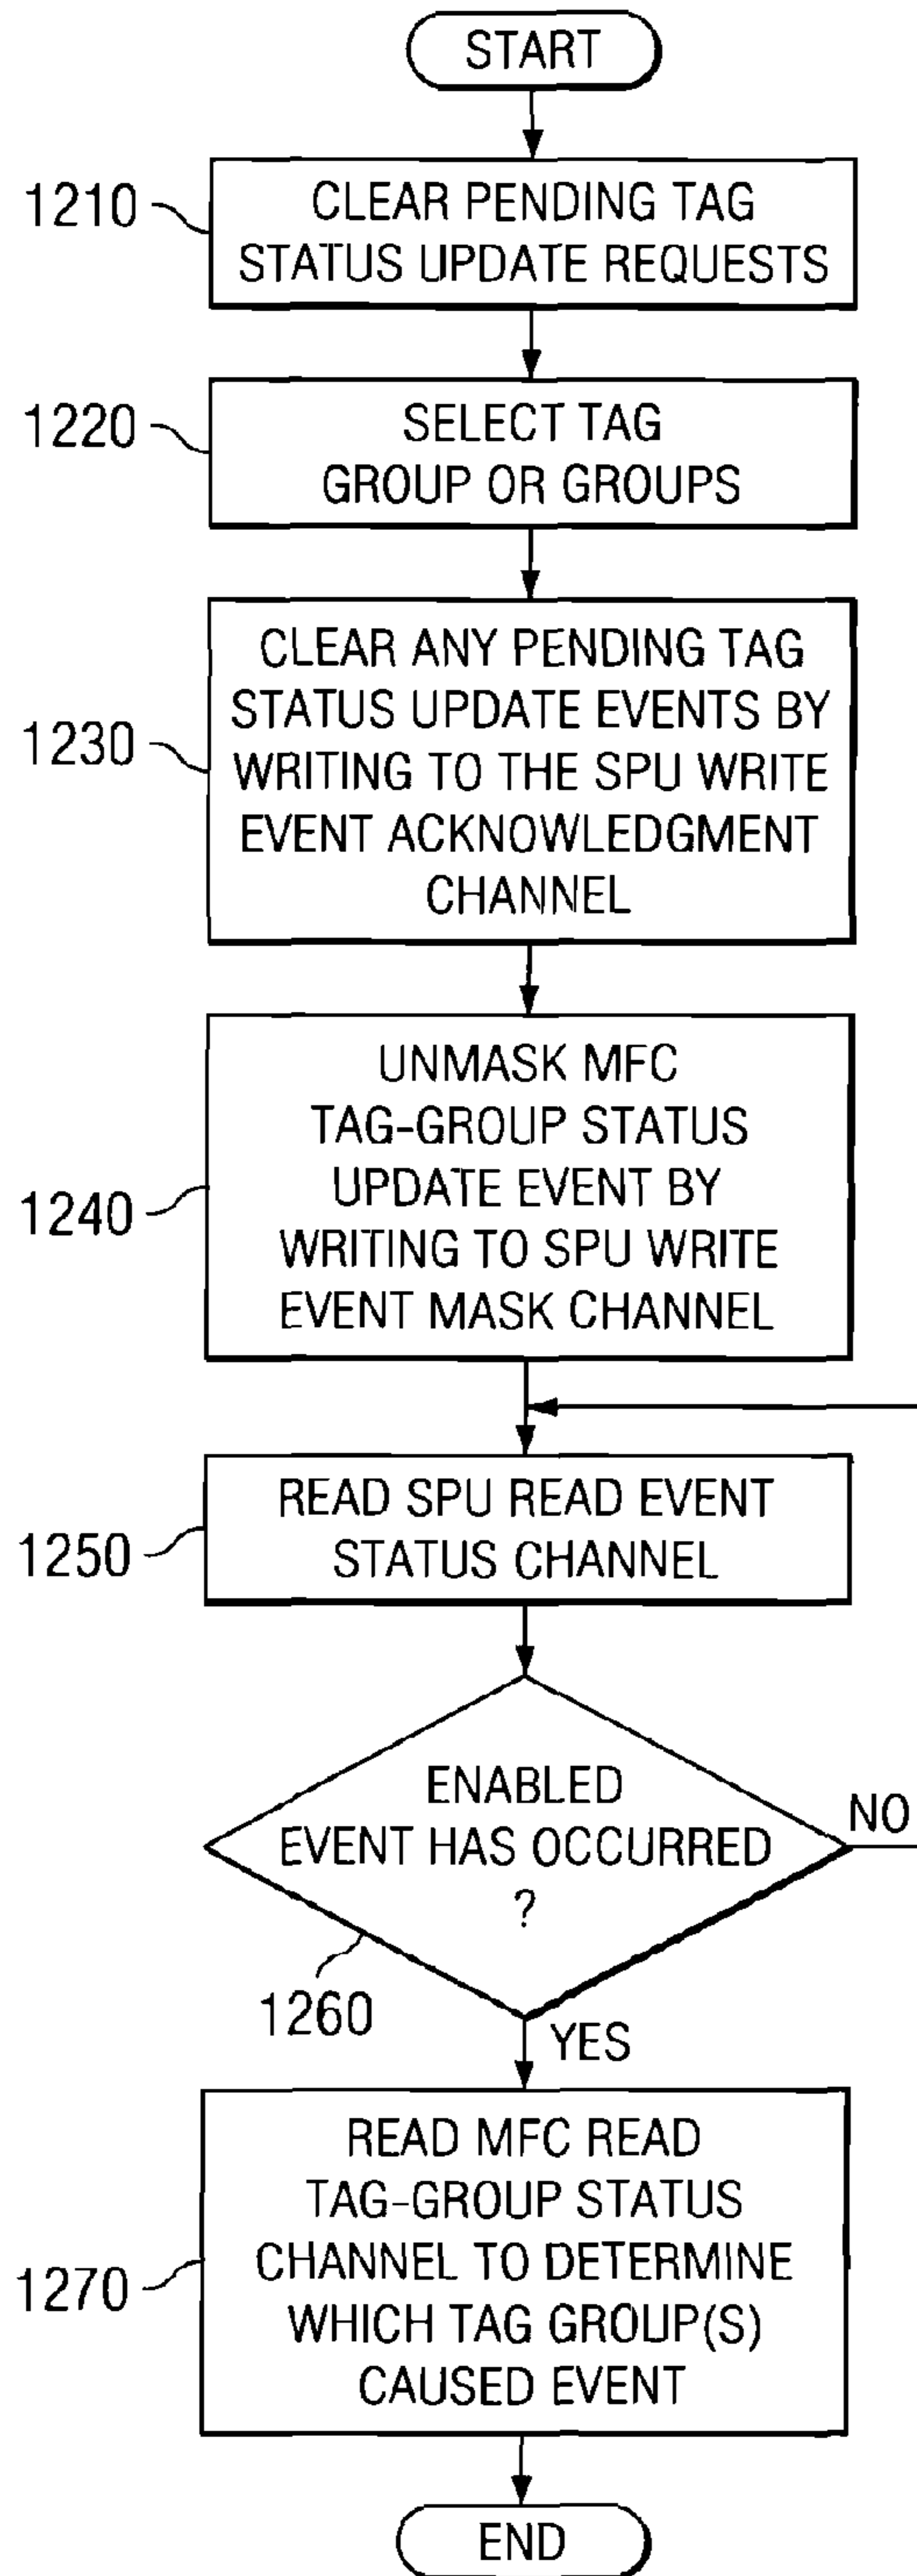 START
1210
CLEAR PENDING TAG
STATUS UPDATE REQUESTS
1220
SELECT TAG
GROUP OR GROUPS
1230
CLEAR ANY PENDING TAG
STATUS UPDATE EVENTS BY
WRITING TO THE SPU WRITE
EVENT ACKNOWLEDGMENT
CHANNEL
1240
UNMASK MFC
TAG-GROUP STATUS
UPDATE EVENT BY
WRITING TO SPU WRITE
EVENT MASK CHANNEL
1250
READ SPU READ EVENT
STATUS CHANNEL
ENABLED
EVENT HAS OCCURRED
?
NO
1260
YES
1270
READ MFC READ
TAG-GROUP STATUS
CHANNEL TO DETERMINE
WHICH TAG GROUP(S)
CAUSED EVENT
END